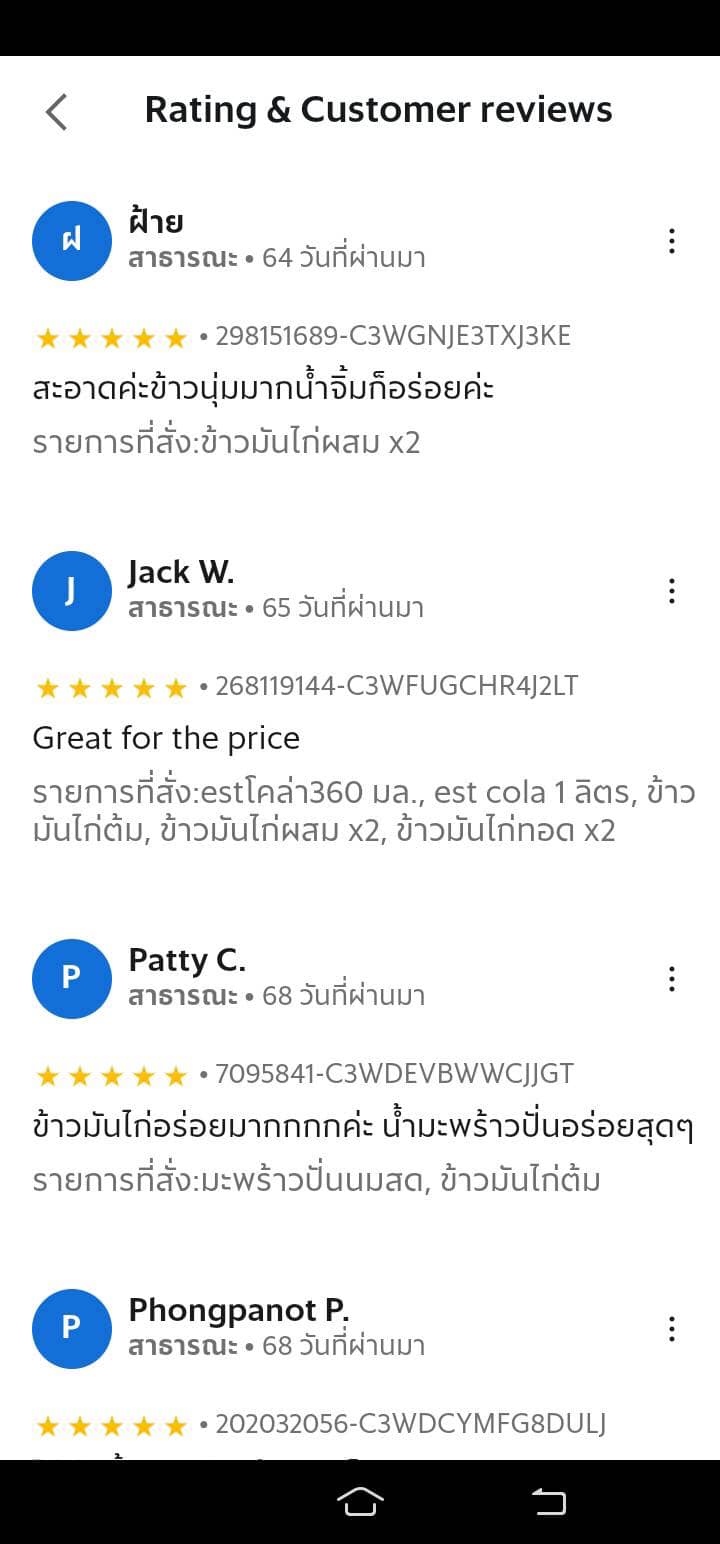 Rating & Customer reviews
ฝ
ฝ้าย
สาธารณะ • 64 วันที่ผ่านมา
★ ★ ★ ★ ★ • 298151689-C3WGNJE3TXJ3KE
สะอาดค่ะข้าวนุ่มมากน้ำจิ้มก็อร่อยค่ะ
รายการที่สั่ง:ข้าวมันไก่ผสม x2
J
Jack W.
สาธารณะ • 65 วันที่ผ่านมา
★ ★ ★ ★ ★ • 268119144-C3WFUGCHR4J2LT
Great for the price
รายการที่สั่ง:estโคล่า360 มล., est cola 1 ลิตร, ข้าว
มันไก่ต้ม, ข้าวมันไก่ผสม x2, ข้าวมันไก่ทอด x2
P
Patty C.
สาธารณะ • 68 วันที่ผ่านมา
★ ★ ★ ★ ★ • 7095841-C3WDEVBWWCJJGT
ข้าวมันไก่อร่อยมากกกกค่ะ น้ำมะพร้าวปั่นอร่อยสุดๆ
รายการที่สั่ง:มะพร้าวปั่นนมสด, ข้าวมันไก่ต้ม
P
Phongpanot P.
สาธารณะ • 68 วันที่ผ่านมา
★ ★ ★ ★ ★ • 202032056-C3WDCYMFG8DULJ